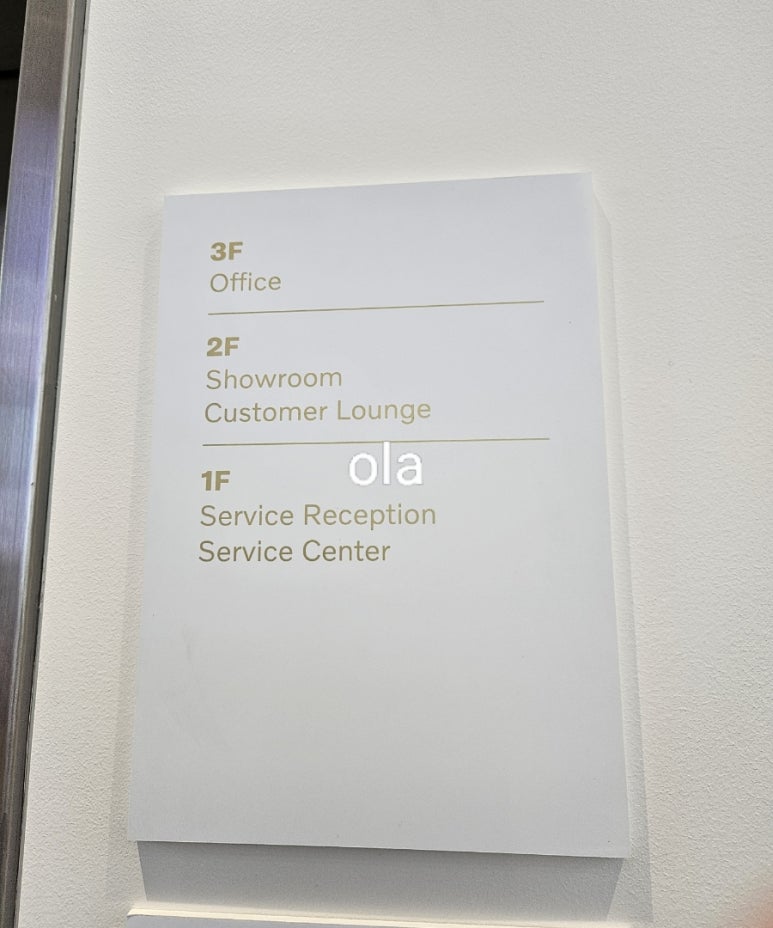 3F
Office
2F
Showroom
Customer Lounge
ola
1F
Service Reception
Service Center